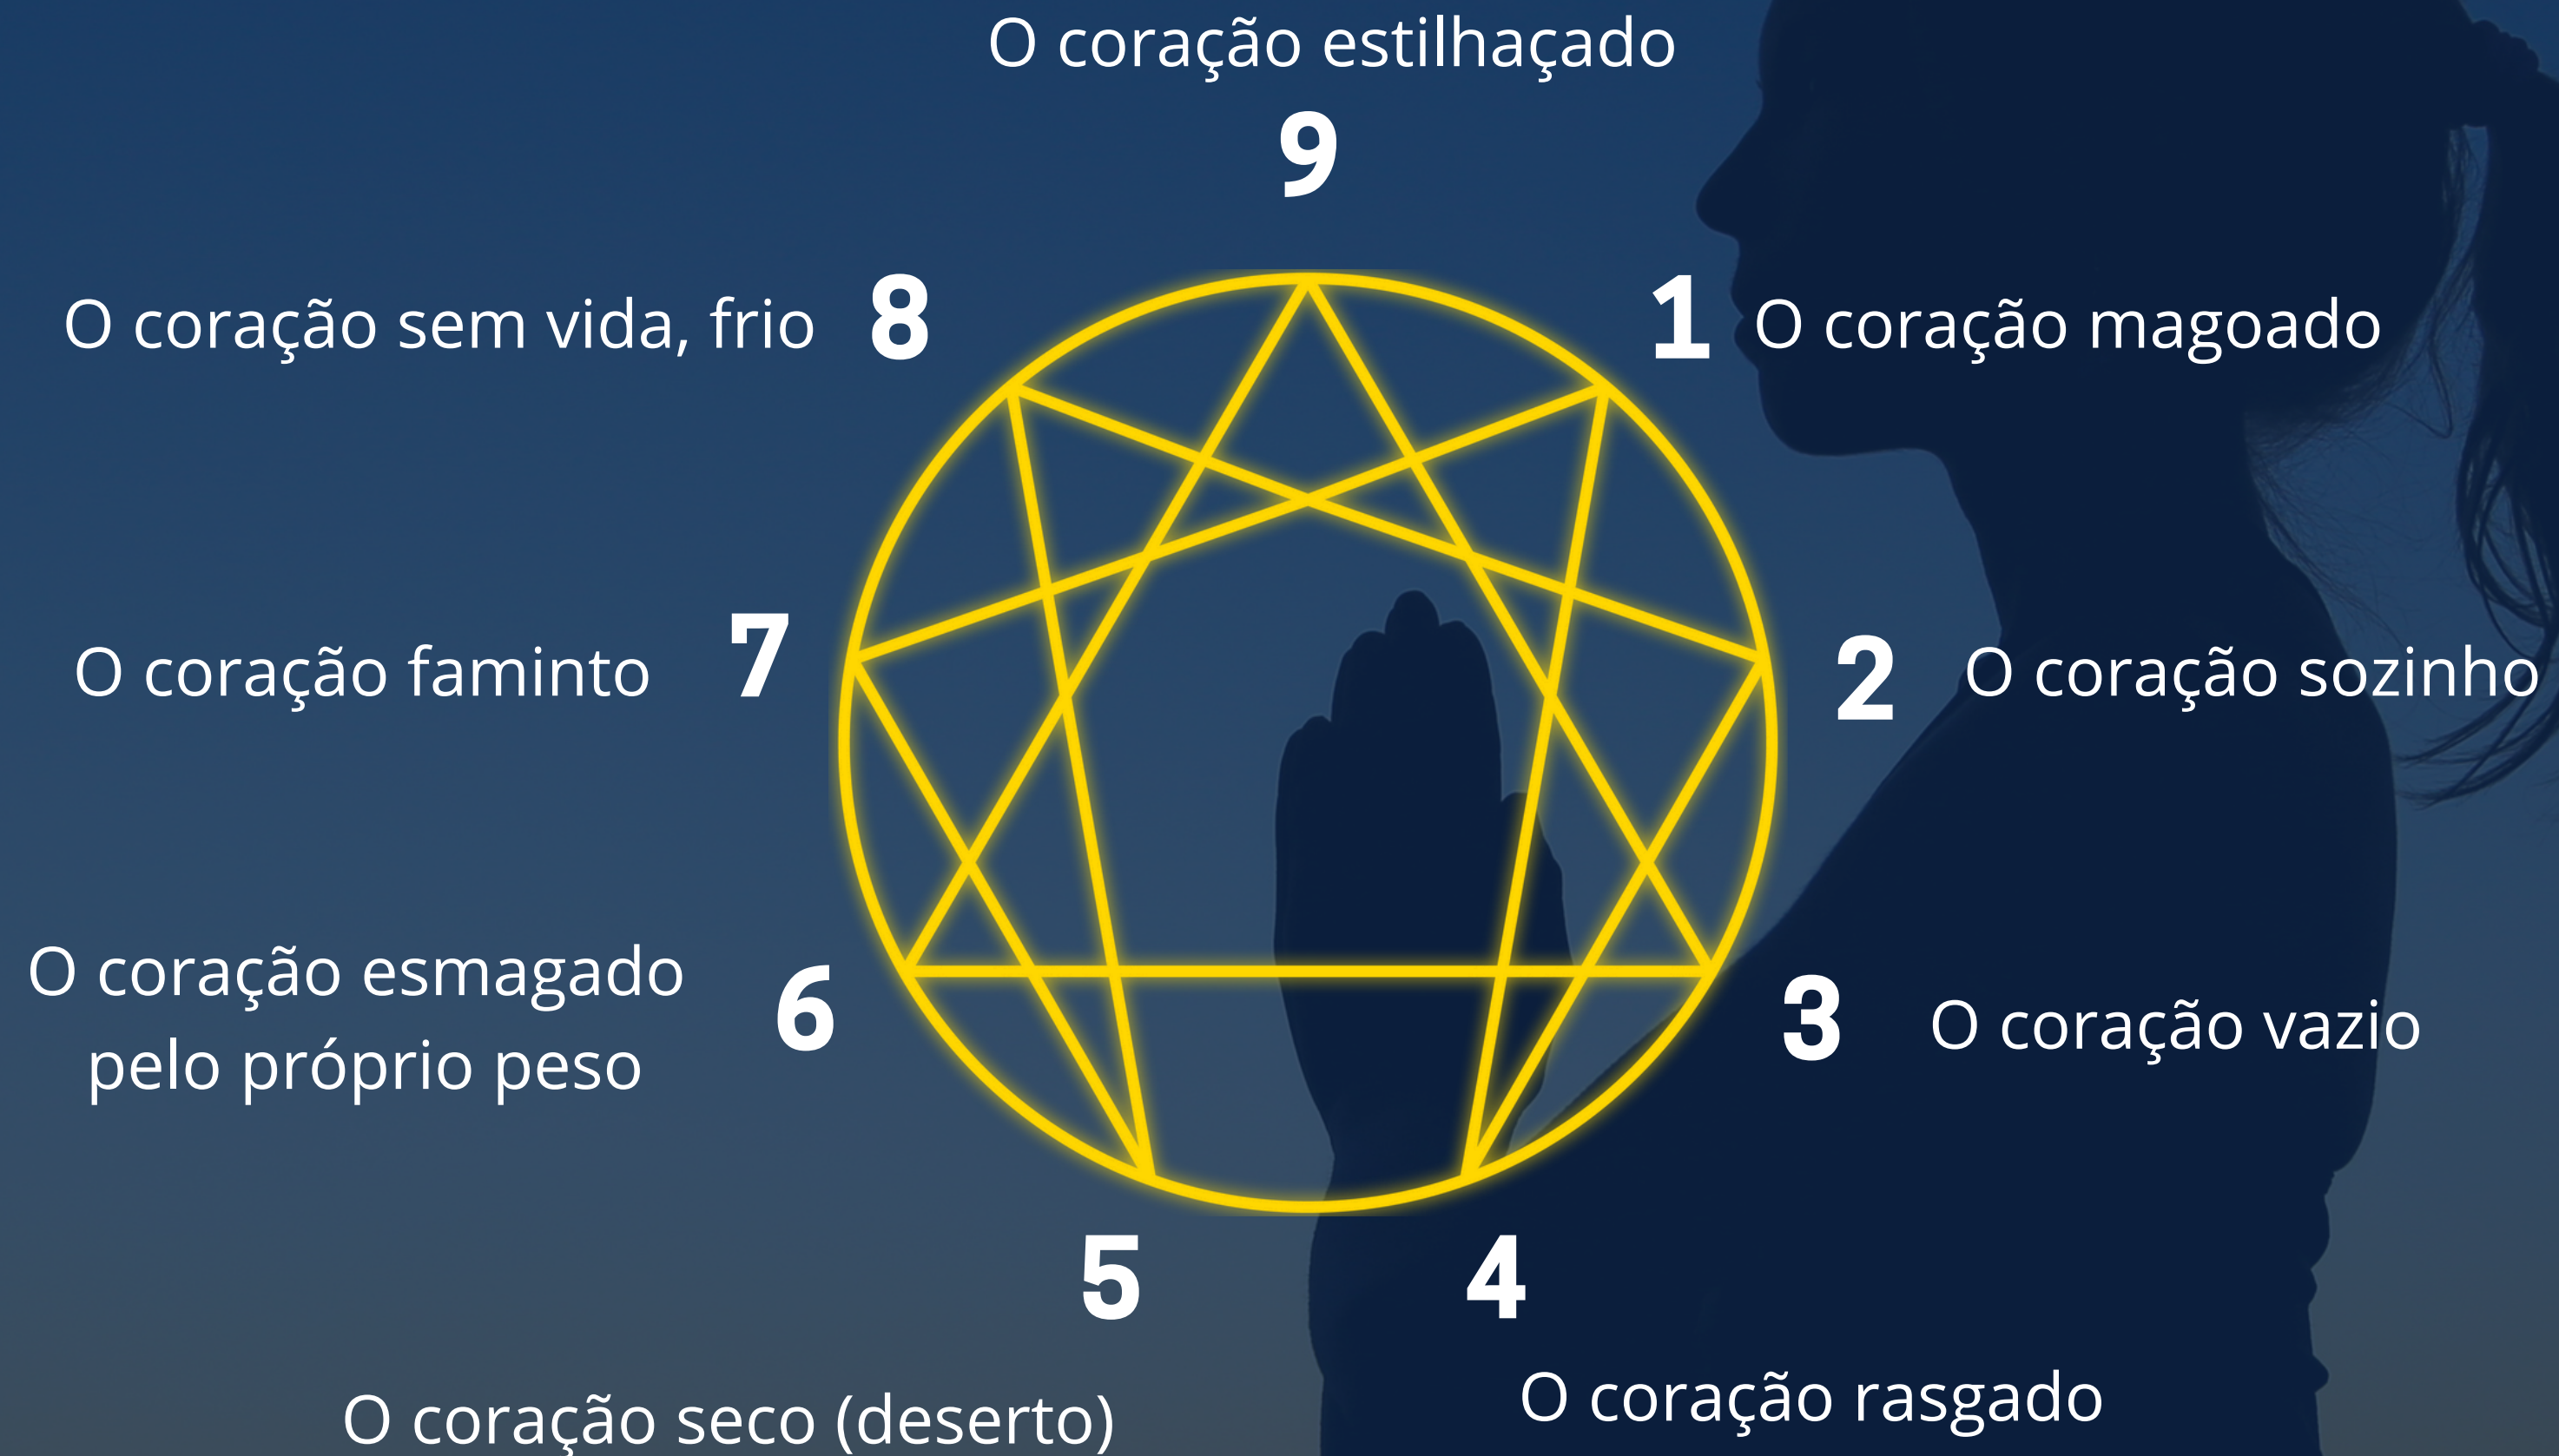 O coração estilhaçado
9
O coração sem vida, frio 8
1 O coração magoado
O coração faminto 7
2 O coração sozinho
O coração esmagado
pelo próprio peso
6
3 O coração vazio
5
4
O coração seco (deserto)
O coração rasgado